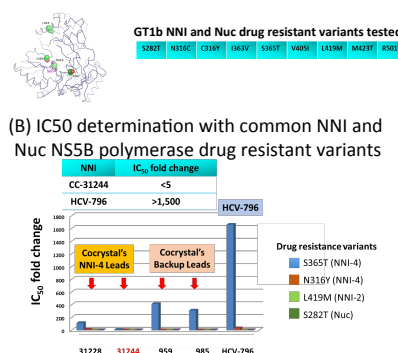 GT1b NNI and Nuc drug resistant variants tested
S282T N316C C316Y I363V S365T V405I L419M M423T R501
(B) IC50 determination with common NNI and
Nuc NS5B polymerase drug resistant variants
NNI IC50 fold change
CC-31244 <5
HCV-796 >1,500
HCV-796
IC50 fold change
1800
1600
1400
1200
1000
800
600
400
200
0
Cocrystal's
NNI-4 Leads
Cocrystal's
Backup Leads
Drug resistance variants
S365T (NNI-4)
N316Y (NNI-4)
L419M (NNI-2)
S282T (Nuc)
31228 31244 959 985 HCV-796